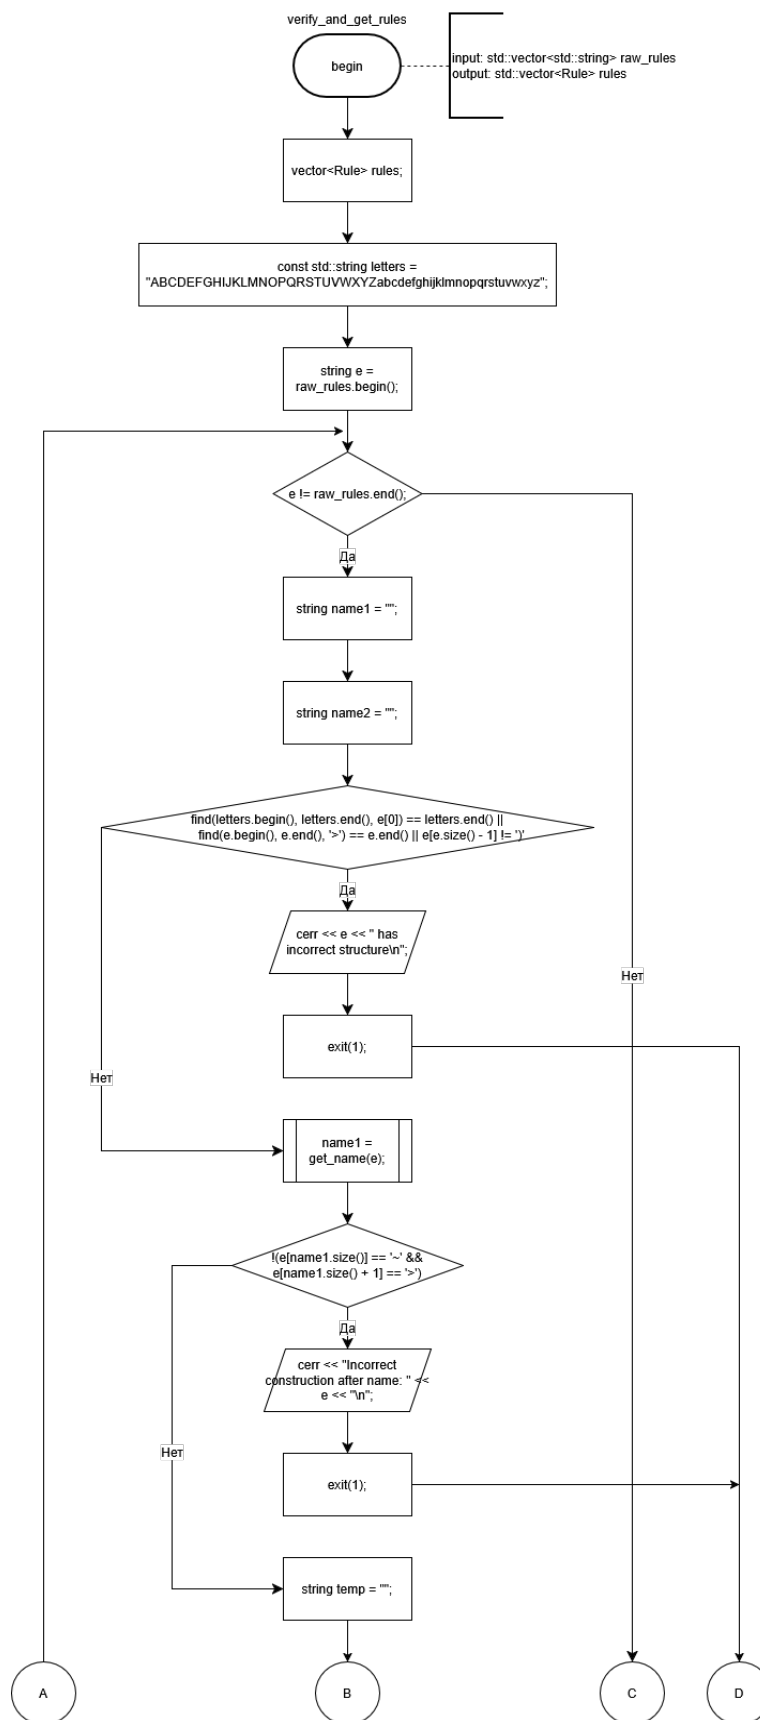 verify_and_get_rules
begin
input: std::vector<std::string> raw_rules
output: std::vector<Rule> rules
vector<Rule> rules;
const std::string letters =
"ABCDEFGHIJKLMNOPQRSTUVWXYZabcdefghijklmnopqrstuvwxyz";
string e =
raw_rules.begin();
e != raw_rules.end();
Да
string name1 = "";
string name2 = "";
find(letters.begin(), letters.end(), e[0]) == letters.end() ||
find(e.begin(), e.end(), '>') == e.end() || e[e.size() - 1] != ')'
Да
cerr << e << " has
incorrect structure\n";
Нет
exit(1);
Нет
name1 =
get_name(e);
!(e[name1.size()] == '~' &&
e[name1.size() + 1] == '>')
Да
cerr << "Incorrect
construction after name: " <<
e << "\n";
Нет
exit(1);
string temp = "";
A
B
C
D